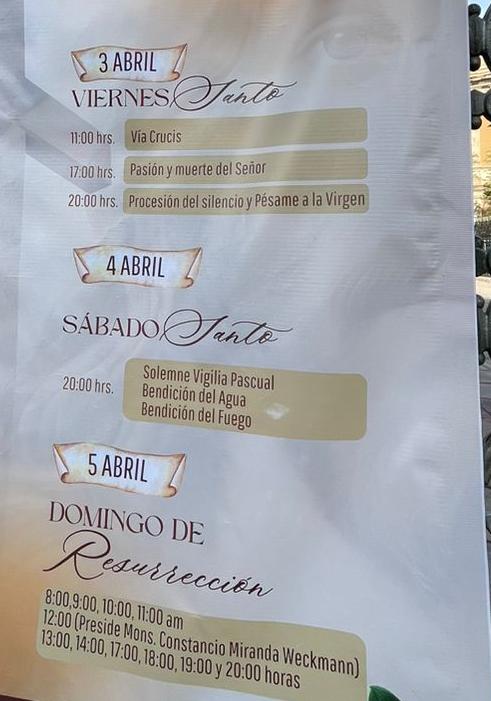 3 ABRIL
VIERNES Santo
11:00 hrs. Vía Crucis
17:00 hrs. Pasión y muerte del Señor
20:00 hrs. Procesión del silencio y Pésame a la Virgen
4 ABRIL
SÁBADO Santo
20:00 hrs. Solemne Vigilia Pascual
Bendición del Agua
Bendición del Fuego
5 ABRIL
DOMINGO DE
Resurrección
8:00,9:00, 10:00, 11:00 am
12:00 (Preside Mons. Constancio Miranda Weckmann)
13:00, 14:00, 17:00, 18:00, 19:00 y 20:00 horas